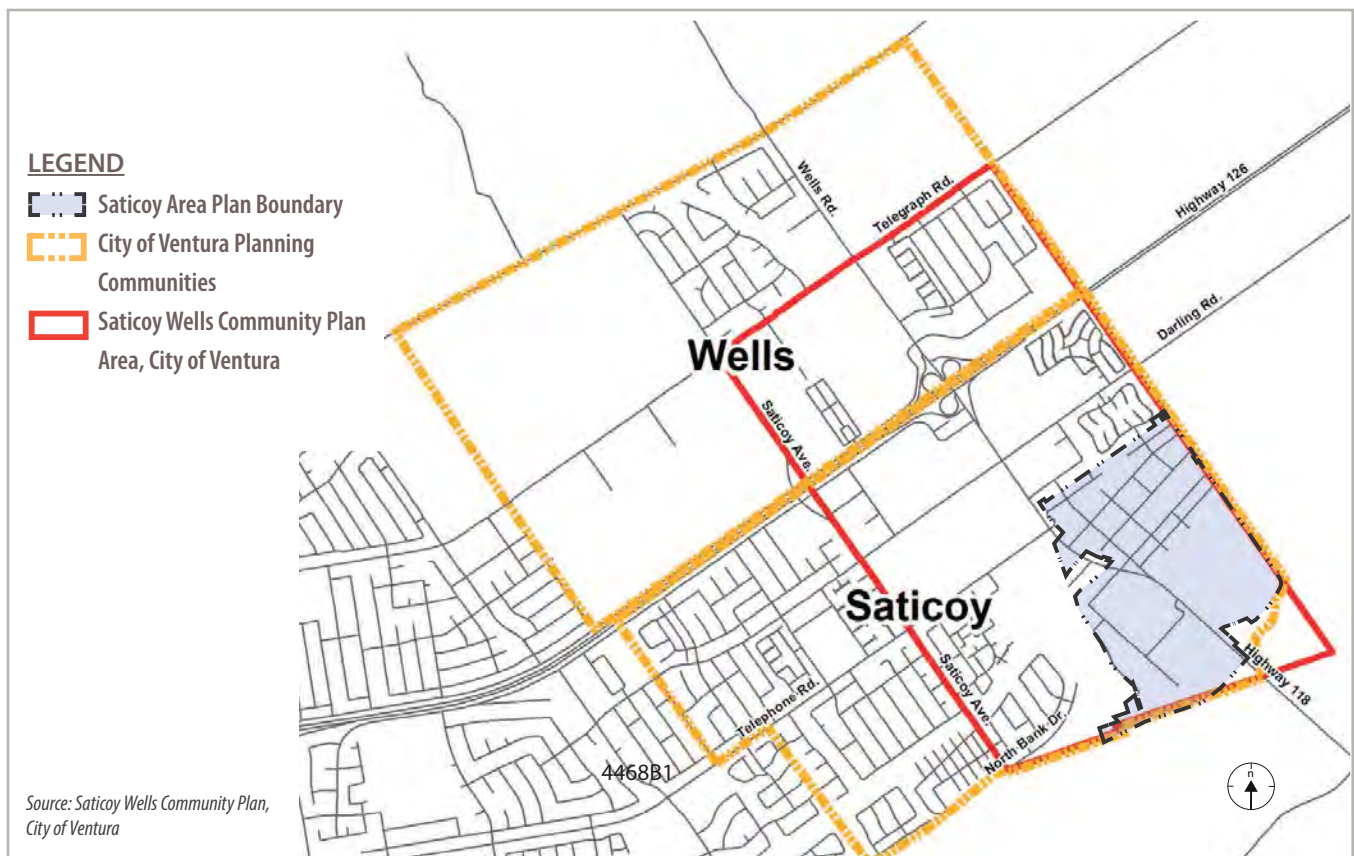 LEGEND
Saticoy Area Plan Boundary
City of Ventura Planning
Communities
Saticoy Wells Community Plan
Area, City of Ventura
Wells Rd.
Telegraph Rd.
Highway 126
Darling Rd.
Wells
Saticoy Ave.
Saticoy
Saticoy Ave.
Highway 118
Telephone Rd.
North Bank Dr.
4468B1
n
Source: Saticoy Wells Community Plan,
City of Ventura